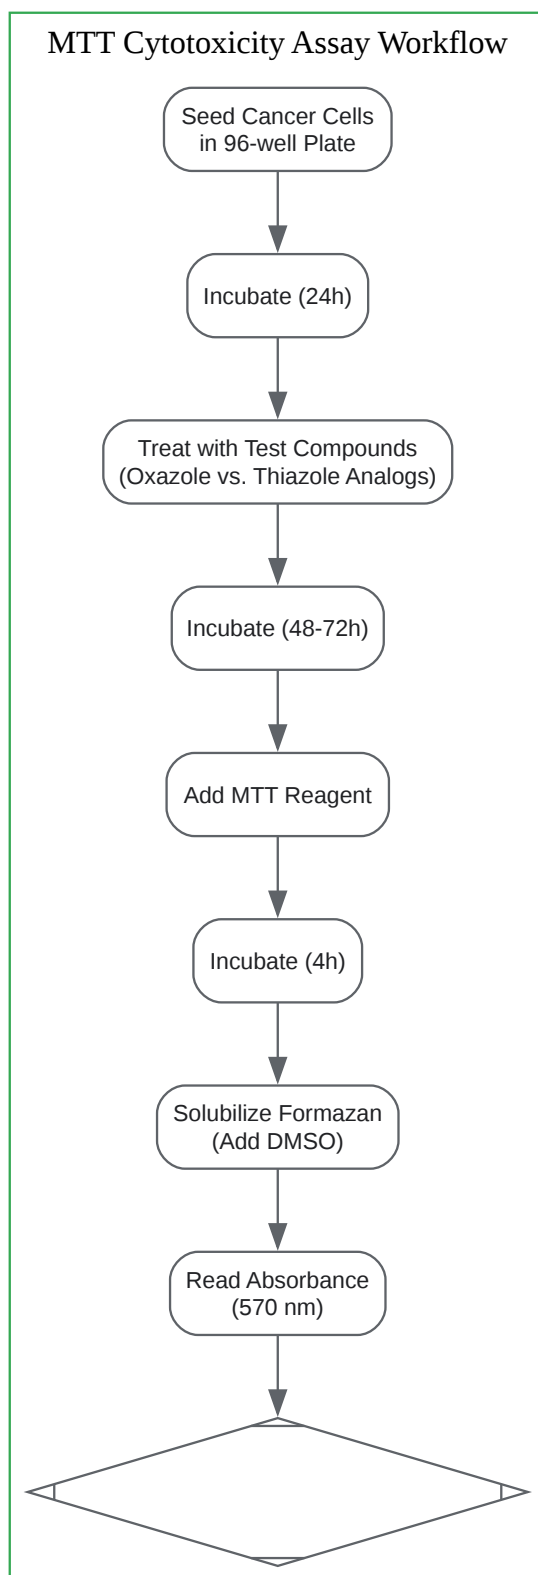 MTT Cytotoxicity Assay Workflow
Seed Cancer Cells
in 96-well Plate
Incubate (24h)
Treat with Test Compounds
(Oxazole vs. Thiazole Analogs)
Incubate (48-72h)
Add MTT Reagent
Incubate (4h)
Solubilize Formazan
(Add DMSO)
Read Absorbance
(570 nm)